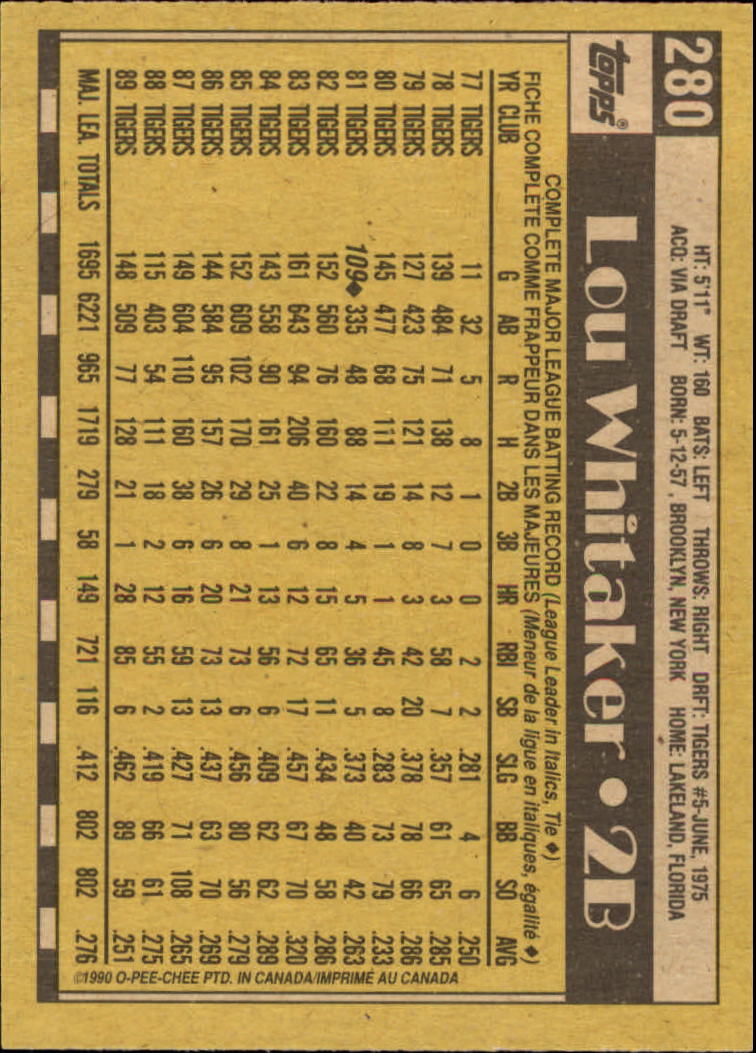 280
HT: 5'11" WT: 160 BATS: LEFT THROWS: RIGHT DRFT: TIGERS #5-JUNE, 1975
ACQ: VIA DRAFT BORN: 5-12-57, BROOKLYN, NEW YORK HOME: LAKELAND, FLORIDA
topps®
Lou Whitaker • 2B
COMPLETE MAJOR LEAGUE BATTING RECORD (League Leader in Italics, Tie ♦)
FICHE COMPLÈTE COMME FRAPPEUR DANS LES MAJEURES (Meneur de la ligue en italiques, égalité ♦)
YR CLUB G AB R H 2B 3B HR RBI SB SLG BB SO AVG
77 TIGERS 11 32 5 8 1 0 0 2 2 .281 4 6 .250
78 TIGERS 139 484 71 138 12 7 3 58 7 .357 61 65 .285
79 TIGERS 127 423 75 121 14 8 3 42 20 .378 78 66 .286
80 TIGERS 145 477 68 111 19 1 1 45 8 .283 73 79 .233
81 TIGERS 109♦ 335 48 88 14 4 5 36 5 .373 40 42 .263
82 TIGERS 152 560 76 160 22 8 15 65 11 .434 48 58 .286
83 TIGERS 161 643 94 206 40 6 12 72 17 .457 67 70 .320
84 TIGERS 143 558 90 161 25 1 13 56 6 .409 62 62 .289
85 TIGERS 152 609 102 170 29 8 21 73 6 .456 80 56 .279
86 TIGERS 144 584 95 157 26 6 20 73 13 .437 63 70 .269
87 TIGERS 149 604 110 160 38 6 16 59 13 .427 71 108 .265
88 TIGERS 115 403 54 111 18 2 12 55 2 .419 66 61 .275
89 TIGERS 148 509 77 128 21 1 28 85 6 .462 89 59 .251
MAJ. LEA. TOTALS 1695 6221 965 1719 279 58 149 721 116 .412 802 802 .276
©1990 O-PEE-CHEE PTD. IN CANADA/IMPRIMÉ AU CANADA